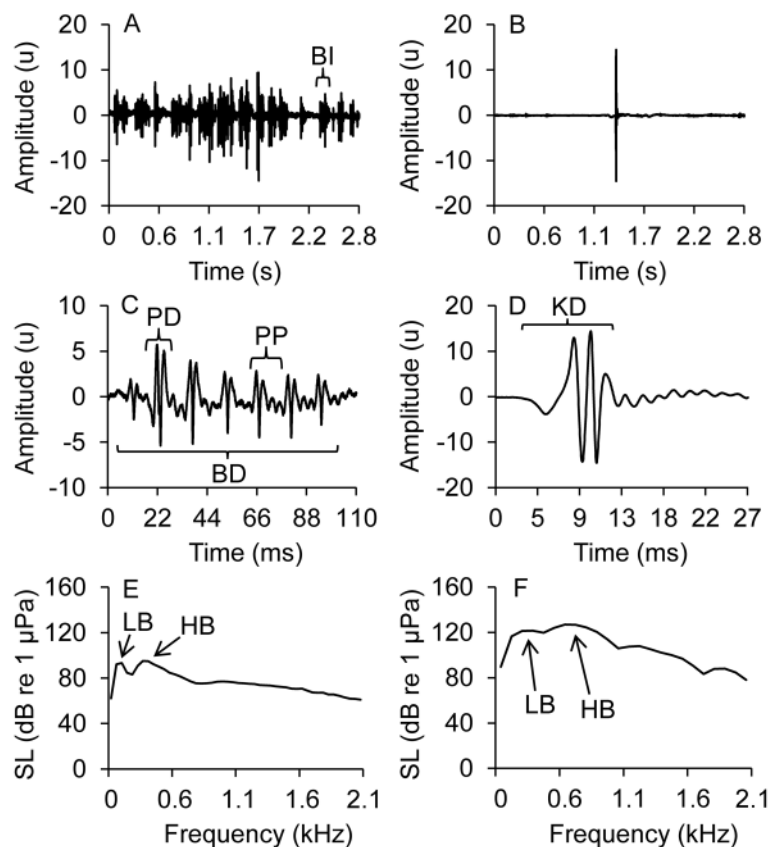 A
BI
20
10
0
-10
-20
Amplitude (u)
0 0.6 1.1 1.7 2.2 2.8
Time (s)
B
20
10
0
-10
-20
Amplitude (u)
0 0.6 1.1 1.7 2.2 2.8
Time (s)
C
PD
PP
BD
10
5
0
-5
-10
Amplitude (u)
0 22 44 66 88 110
Time (ms)
D
KD
20
10
0
-10
-20
Amplitude (u)
0 5 9 13 18 22 27
Time (ms)
E
LB
HB
160
120
80
40
0
SL (dB re 1 µPa)
0 0.6 1.1 1.6 2.1
Frequency (kHz)
F
LB
HB
160
120
80
40
0
SL (dB re 1 µPa)
0 0.6 1.1 1.6 2.1
Frequency (kHz)